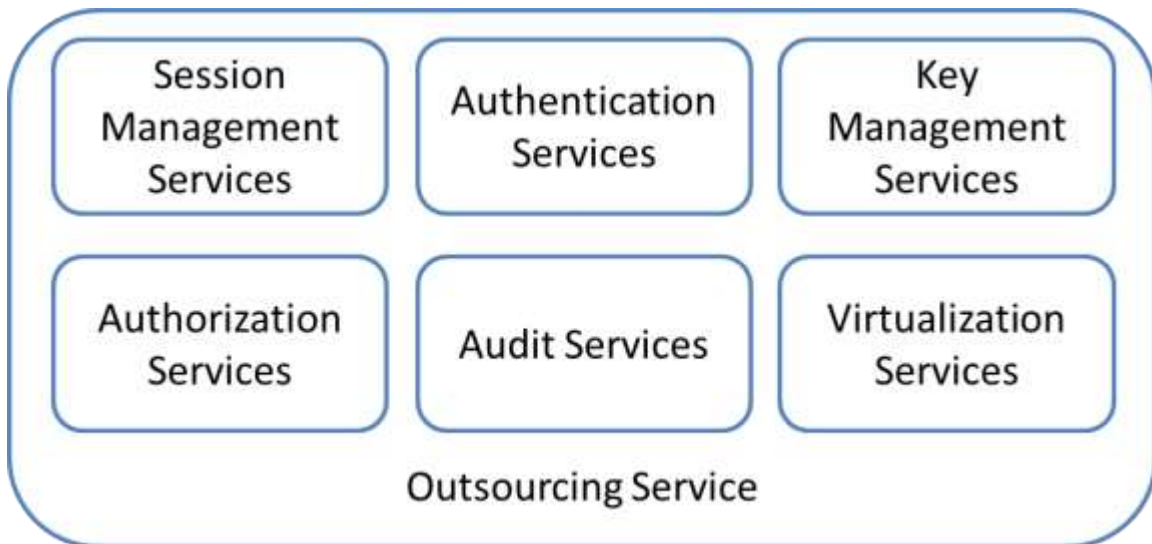 Session
Management
Services
Authentication
Services
Key
Management
Services
Authorization
Services
Audit Services
Virtualization
Services
Outsourcing Service